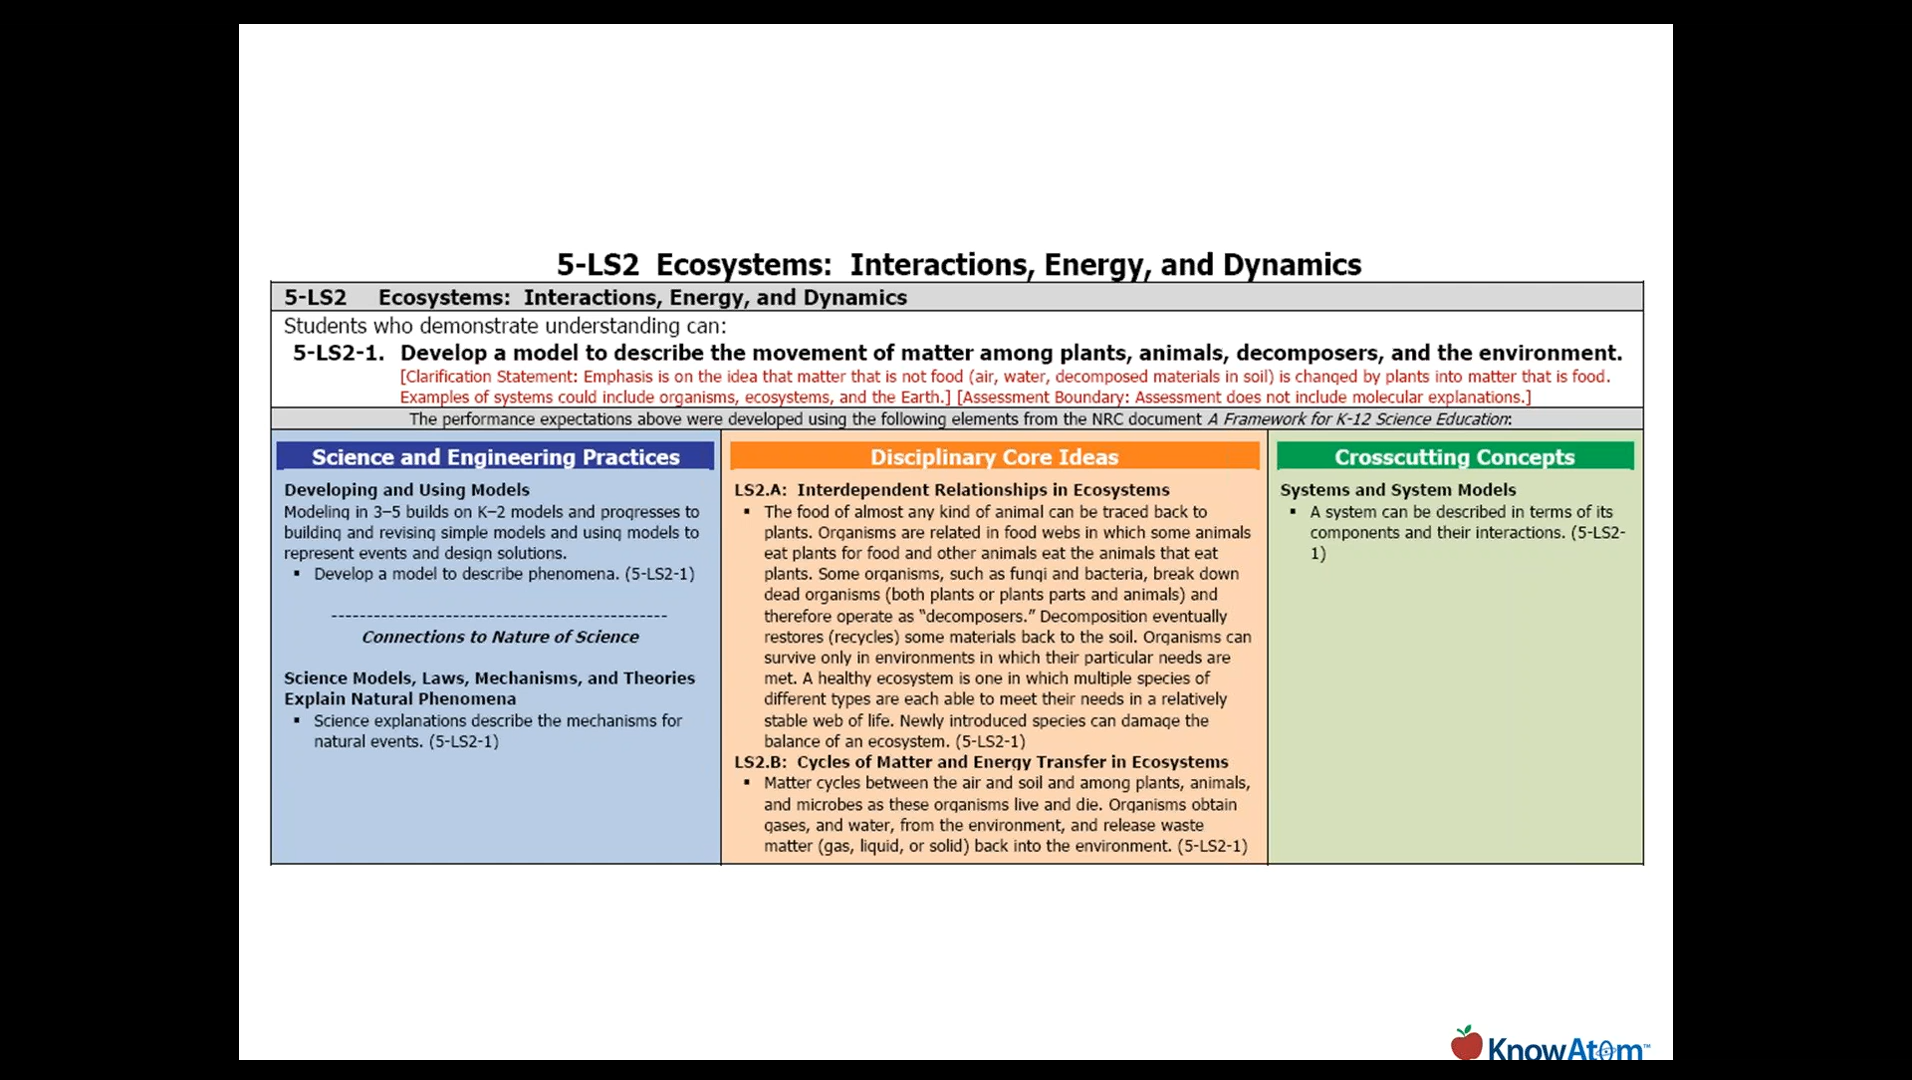 5-LS2 Ecosystems: Interactions, Energy, and Dynamics
5-LS2 Ecosystems: Interactions, Energy, and Dynamics
Students who demonstrate understanding can:
5-LS2-1. Develop a model to describe the movement of matter among plants, animals, decomposers, and the environment.
[Clarification Statement: Emphasis is on the idea that matter that is not food (air, water, decomposed materials in soil) is changed by plants into matter that is food.
Examples of systems could include organisms, ecosystems, and the Earth.] [Assessment Boundary: Assessment does not include molecular explanations.]
The performance expectations above were developed using the following elements from the NRC document A Framework for K-12 Science Education:
Science and Engineering Practices
Developing and Using Models
Modeling in 3–5 builds on K–2 models and progresses to
building and revising simple models and using models to
represent events and design solutions.
▪ Develop a model to describe phenomena. (5-LS2-1)
----------------------------------------------
Connections to Nature of Science
Science Models, Laws, Mechanisms, and Theories
Explain Natural Phenomena
▪ Science explanations describe the mechanisms for
natural events. (5-LS2-1)
Disciplinary Core Ideas
LS2.A: Interdependent Relationships in Ecosystems
▪ The food of almost any kind of animal can be traced back to
plants. Organisms are related in food webs in which some animals
eat plants for food and other animals eat the animals that eat
plants. Some organisms, such as fungi and bacteria, break down
dead organisms (both plants or plants parts and animals) and
therefore operate as “decomposers.” Decomposition eventually
restores (recycles) some materials back to the soil. Organisms can
survive only in environments in which their particular needs are
met. A healthy ecosystem is one in which multiple species of
different types are each able to meet their needs in a relatively
stable web of life. Newly introduced species can damage the
balance of an ecosystem. (5-LS2-1)
LS2.B: Cycles of Matter and Energy Transfer in Ecosystems
▪ Matter cycles between the air and soil and among plants, animals,
and microbes as these organisms live and die. Organisms obtain
gases, and water, from the environment, and release waste
matter (gas, liquid, or solid) back into the environment. (5-LS2-1)
Crosscutting Concepts
Systems and System Models
▪ A system can be described in terms of its
components and their interactions. (5-LS2-
1)
KnowAtom™